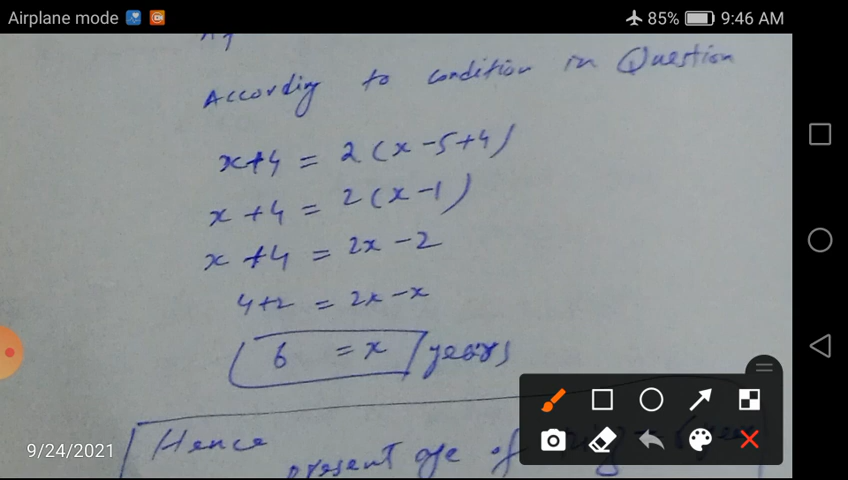 Airplane mode 85% 9:46 AM
According to condition in Question
x+4 = 2(x-5+4)
x+4 = 2(x-1)
x+4 = 2x-2
4+2 = 2x-x
6 = x years
9/24/2021
Hence
present age of